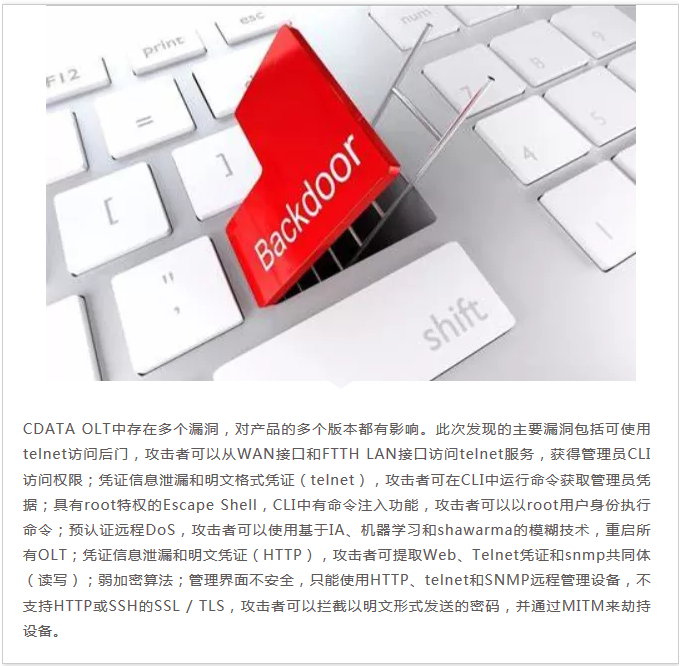 esc
num
print
F12
9
8
7
=
5
4
]
[
Backdoor
"
;
shift
CDATA OLT中存在多个漏洞，对产品的多个版本都有影响。此次发现的主要漏洞包括可使用
telnet访问后门，攻击者可以从WAN接口和FTTH LAN接口访问telnet服务，获得管理员CLI
访问权限；凭证信息泄漏和明文格式凭证（telnet），攻击者可在CLI中运行命令获取管理员凭
据；具有root特权的Escape Shell，CLI中有命令注入功能，攻击者可以以root用户身份执行
命令；预认证远程DoS，攻击者可以使用基于IA、机器学习和shawarma的模糊技术，重启所
有OLT；凭证信息泄漏和明文凭证（HTTP），攻击者可提取Web、Telnet凭证和snmp共同体
（读写）；弱加密算法；管理界面不安全，只能使用HTTP、telnet和SNMP远程管理设备，不
支持HTTP或SSH的SSL / TLS，攻击者可以拦截以明文形式发送的密码，并通过MITM来劫持
设备。